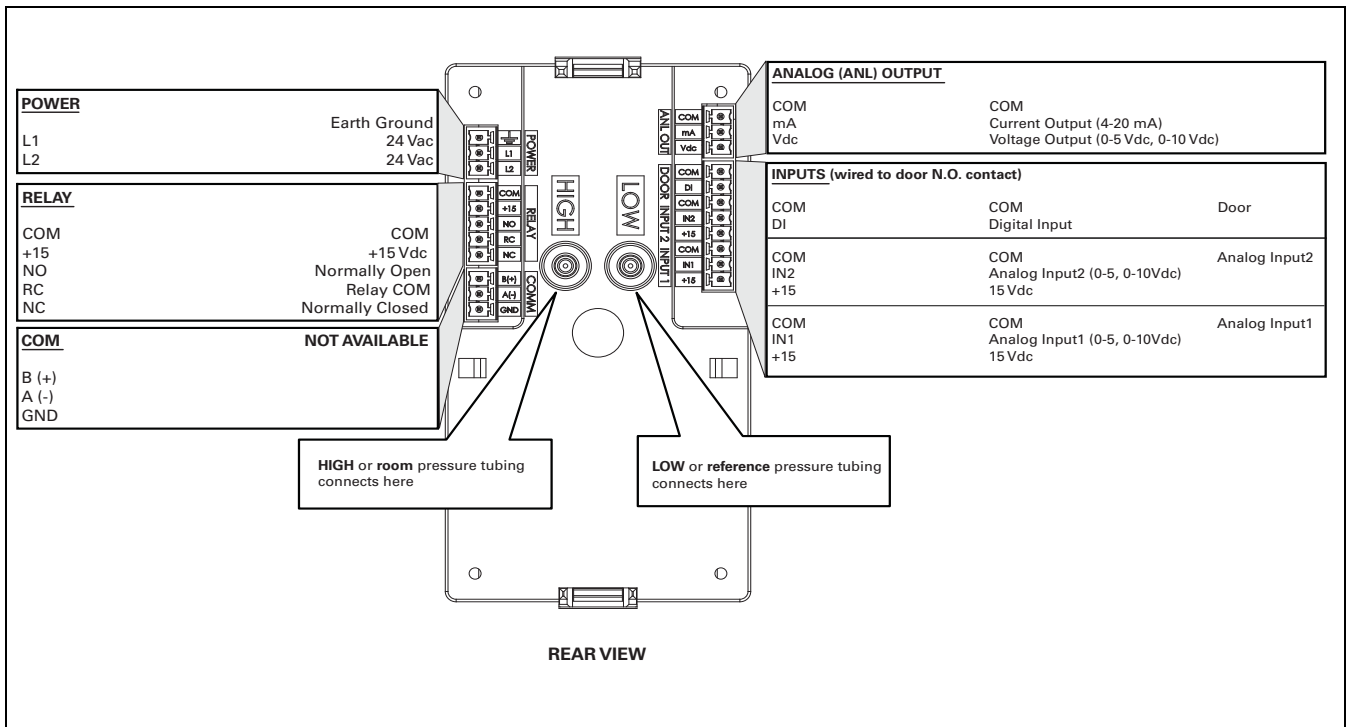 POWER
Earth Ground
L1 24 Vac
L2 24 Vac
RELAY
COM COM
+15 +15 Vdc
NO Normally Open
RC Relay COM
NC Normally Closed
COM NOT AVAILABLE
B (+)
A (-)
GND
L1
L2
POWER
COM
+15
NO
RC
NC
RELAY
B(+)
A(-)
GND
COMM
HIGH
LOW
ANL OUT
COM
mA
Vdc
DOOR INPUT 2 INPUT 1
COM
DI
COM
IN2
+15
COM
IN1
+15
ANALOG (ANL) OUTPUT
COM COM
mA Current Output (4-20 mA)
Vdc Voltage Output (0-5 Vdc, 0-10 Vdc)
INPUTS (wired to door N.O. contact)
COM COM Door
DI Digital Input
COM COM Analog Input2
IN2 Analog Input2 (0-5, 0-10Vdc)
+15 15 Vdc
COM COM Analog Input1
IN1 Analog Input1 (0-5, 0-10Vdc)
+15 15 Vdc
HIGH or room pressure tubing
connects here
LOW or reference pressure tubing
connects here
REAR VIEW